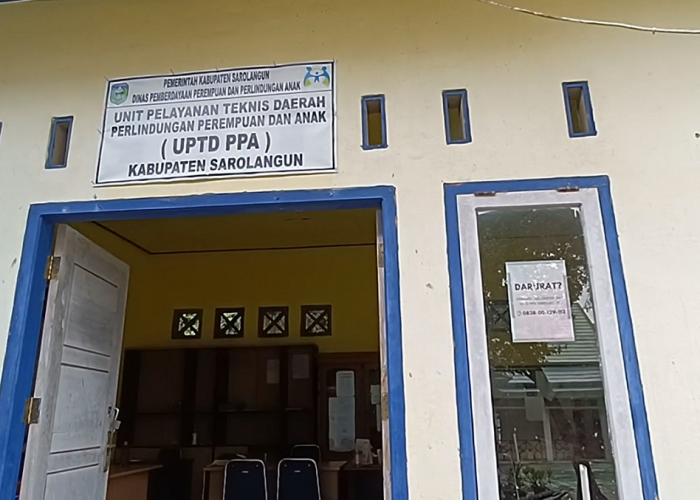 PEMERINTAH KABUPATEN SAROLANGUN
DINAS PEMBERDAYAAN PEREMPUAN DAN PERLINDUNGAN ANAK
UNIT PELAYANAN TEKNIS DAERAH
PERLINDUNGAN PEREMPUAN DAN ANAK
( UPTD PPA )
KABUPATEN SAROLANGUN
DARURAT?